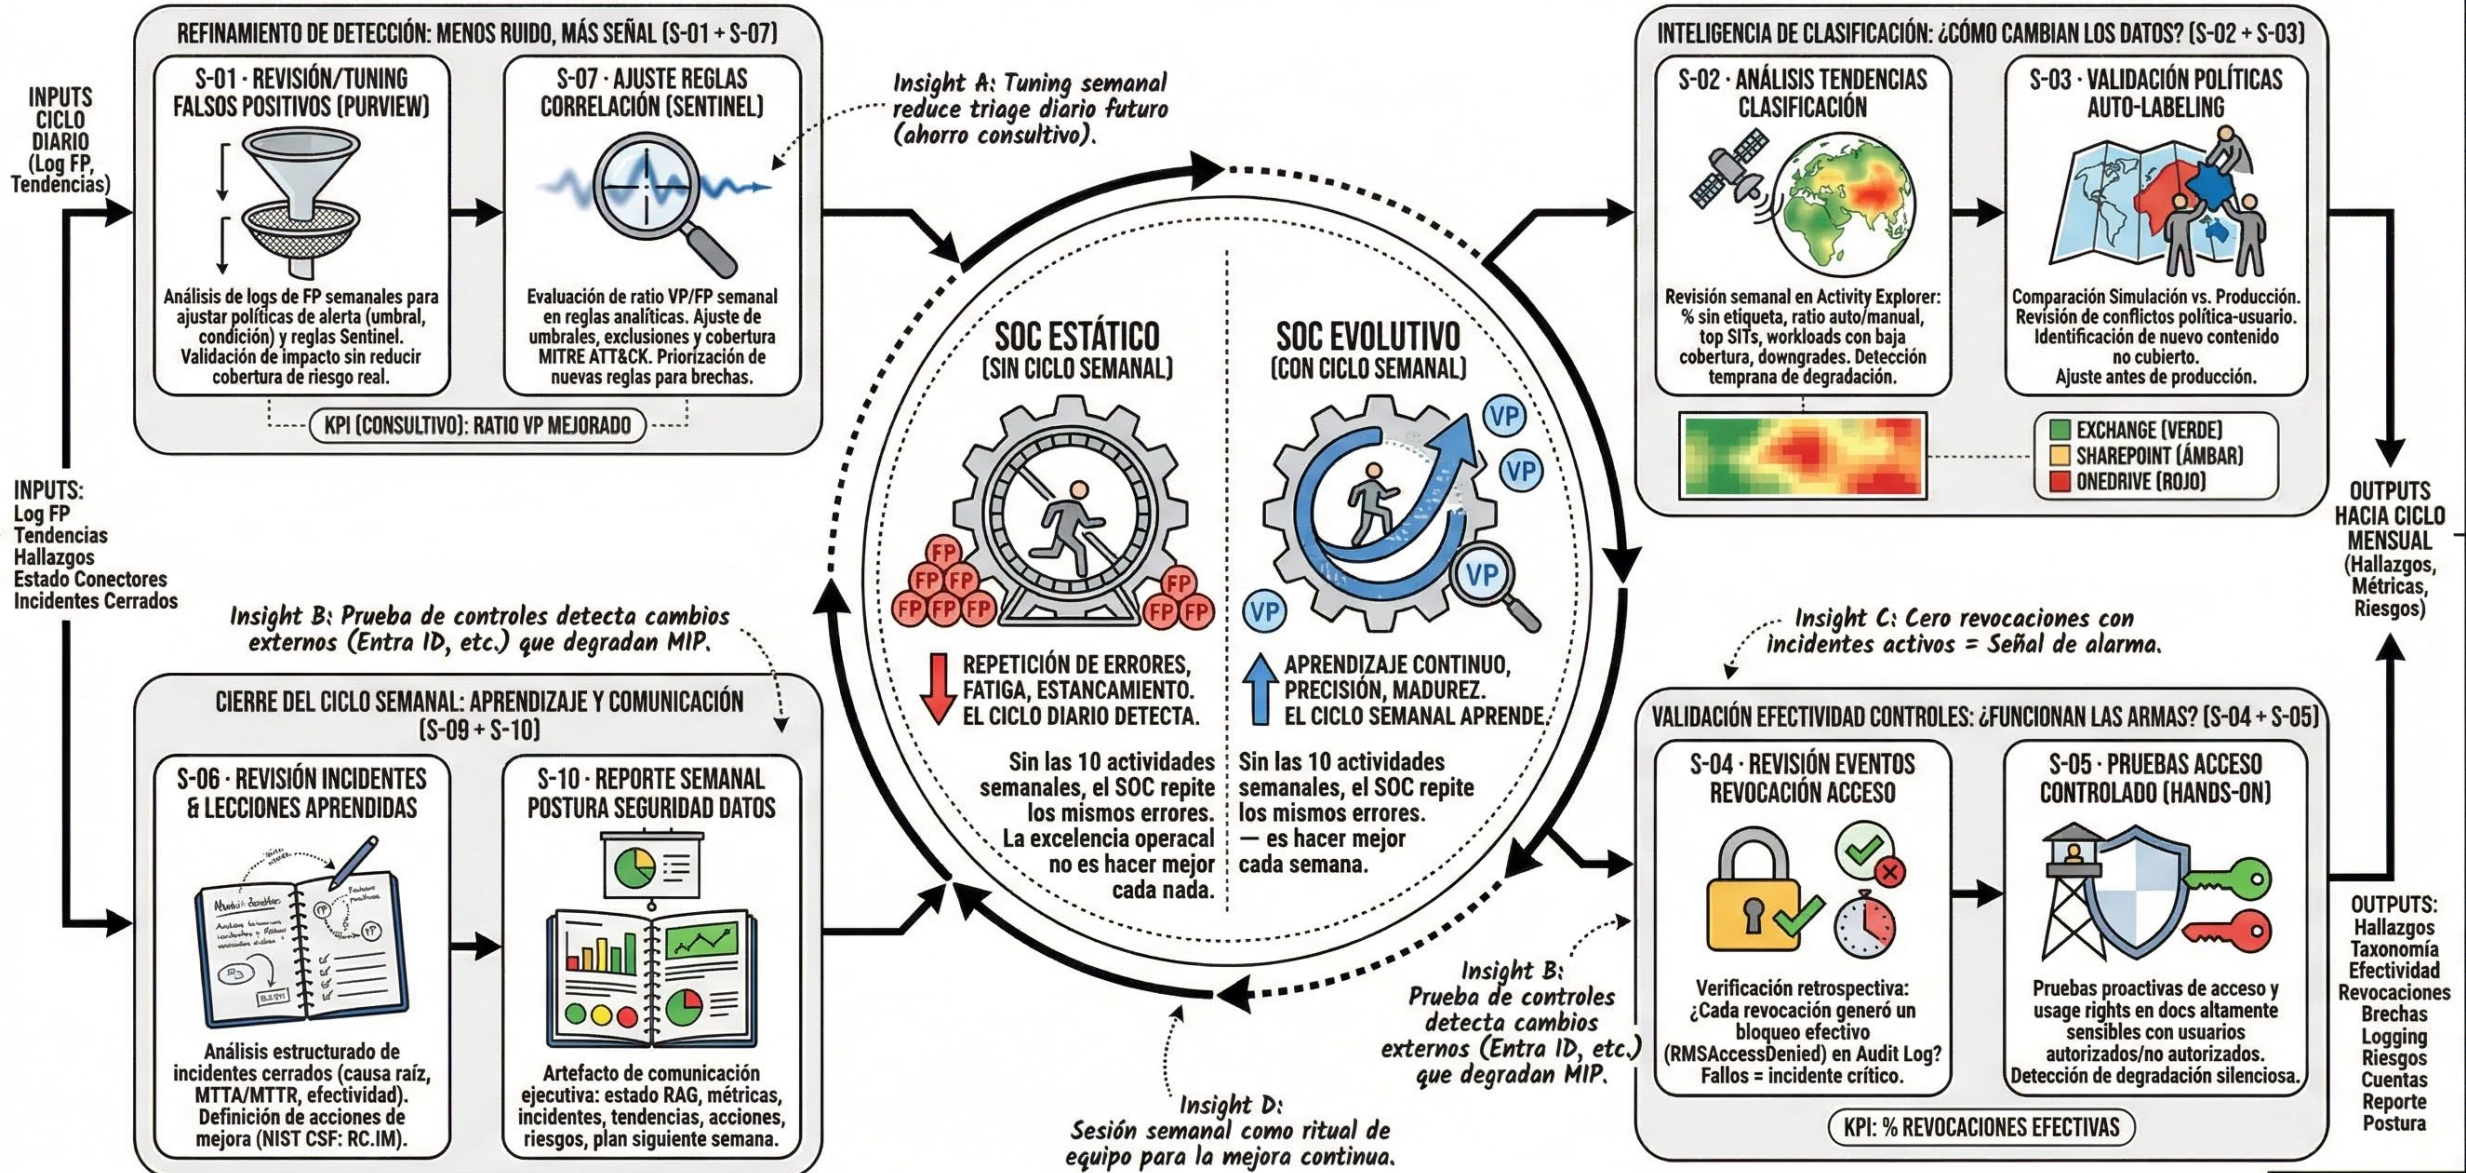 REFINAMIENTO DE DETECCIÓN: MENOS RUIDO, MÁS SEÑAL (S-01 + S-07)
INPUTS
CICLO
DIARIO
(Log FP,
Tendencias)
S-01 · REVISIÓN/TUNING
FALSOS POSITIVOS (PURVIEW)
Análisis de logs de FP semanales para
ajustar políticas de alerta (umbral,
condición) y reglas Sentinel.
Validación de impacto sin reducir
cobertura de riesgo real.
S-07 · AJUSTE REGLAS
CORRELACIÓN (SENTINEL)
Evaluación de ratio VP/FP semanal
en reglas analíticas. Ajuste de
umbrales, exclusiones y cobertura
MITRE ATT&CK. Priorización de
nuevas reglas para brechas.
KPI (CONSULTIVO): RATIO VP MEJORADO
Insight A: Tuning semanal
reduce triage diario futuro
(ahorro consultivo).
INTELIGENCIA DE CLASIFICACIÓN: ¿CÓMO CAMBIAN LOS DATOS? (S-02 + S-03)
S-02 · ANÁLISIS TENDENCIAS
CLASIFICACIÓN
Revisión semanal en Activity Explorer:
% sin etiqueta, ratio auto/manual,
top SITs, workloads con baja
cobertura, downgrades. Detección
temprana de degradación.
S-03 · VALIDACIÓN POLÍTICAS
AUTO-LABELING
Comparación Simulación vs. Producción.
Revisión de conflictos política-usuario.
Identificación de nuevo contenido
no cubierto.
Ajuste antes de producción.
EXCHANGE (VERDE)
SHAREPOINT (ÁMBAR)
ONEDRIVE (ROJO)
INPUTS:
Log FP
Tendencias
Hallazgos
Estado Conectores
Incidentes Cerrados
SOC ESTÁTICO
(SIN CICLO SEMANAL)
FP
FP FP
FP FP FP
FP
FP FP
REPETICIÓN DE ERRORES,
FATIGA, ESTANCAMIENTO.
EL CICLO DIARIO DETECTA.
Sin las 10 actividades
semanales, el SOC repite
los mismos errores.
La excelencia operacal
no es hacer mejor
cada nada.
SOC EVOLUTIVO
(CON CICLO SEMANAL)
VP
VP
VP
VP
APRENDIZAJE CONTINUO,
PRECISIÓN, MADUREZ.
EL CICLO SEMANAL APRENDE.
Sin las 10 actividades
semanales, el SOC repite
los mismos errores.
— es hacer mejor
cada semana.
OUTPUTS
HACIA CICLO
MENSUAL
(Hallazgos,
Métricas,
Riesgos)
Insight B: Prueba de controles detecta cambios
externos (Entra ID, etc.) que degradan MIP.
CIERRE DEL CICLO SEMANAL: APRENDIZAJE Y COMUNICACIÓN
(S-09 + S-10)
S-06 · REVISIÓN INCIDENTES
& LECCIONES APRENDIDAS
Análisis estructurado de
incidentes cerrados (causa raíz,
MTTA/MTTR, efectividad).
Definición de acciones de
mejora (NIST CSF: RC.IM).
S-10 · REPORTE SEMANAL
POSTURA SEGURIDAD DATOS
Artefacto de comunicación
ejecutiva: estado RAG, métricas,
incidentes, tendencias, acciones,
riesgos, plan siguiente semana.
Insight C: Cero revocaciones con
incidentes activos = Señal de alarma.
VALIDACIÓN EFECTIVIDAD CONTROLES: ¿FUNCIONAN LAS ARMAS? (S-04 + S-05)
S-04 · REVISIÓN EVENTOS
REVOCACIÓN ACCESO
Verificación retrospectiva:
¿Cada revocación generó un
bloqueo efectivo
(RMSAccessDenied) en Audit Log?
Fallos = incidente crítico.
S-05 · PRUEBAS ACCESO
CONTROLADO (HANDS-ON)
Pruebas proactivas de acceso y
usage rights en docs altamente
sensibles con usuarios
autorizados/no autorizados.
Detección de degradación silenciosa.
KPI: % REVOCACIONES EFECTIVAS
Insight B:
Prueba de controles
detecta cambios
externos (Entra ID, etc.)
que degradan MIP.
Insight D:
Sesión semanal como ritual de
equipo para la mejora continua.
OUTPUTS:
Hallazgos
Taxonomía
Efectividad
Revocaciones
Brechas
Logging
Riesgos
Cuentas
Reporte
Postura